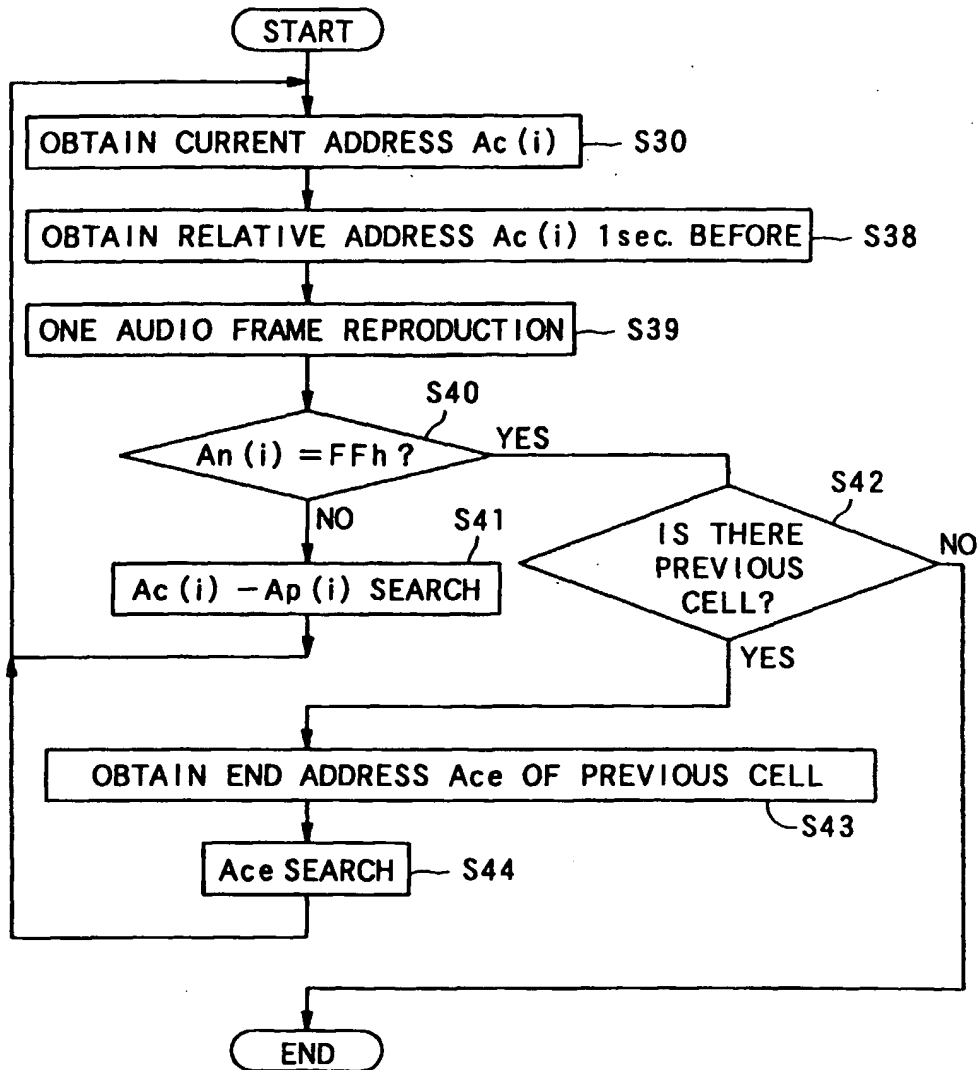 START
OBTAIN CURRENT ADDRESS Ac(i)
S30
OBTAIN RELATIVE ADDRESS Ac(i) 1sec. BEFORE
S38
ONE AUDIO FRAME REPRODUCTION
S39
S40
An(i)=FFh?
YES
NO
S42
IS THERE
PREVIOUS
CELL?
NO
YES
S41
Ac(i)-Ap(i) SEARCH
OBTAIN END ADDRESS Ace OF PREVIOUS CELL
S43
Ace SEARCH
S44
END